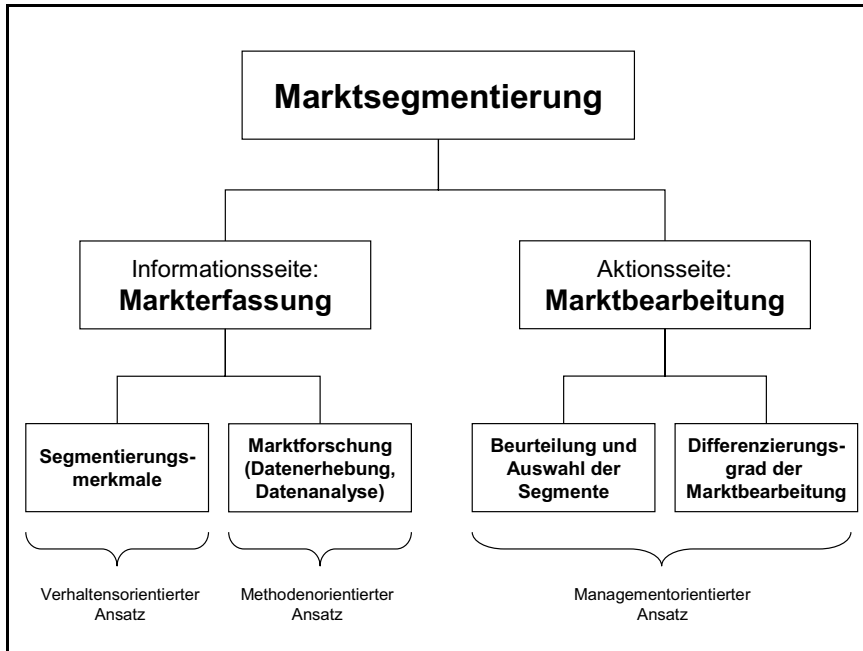 Marktsegmentierung
Informationsseite:
Markterfassung
Aktionsseite:
Marktbearbeitung
Segmentierungs-
merkmale
Marktforschung
(Datenerhebung,
Datenanalyse)
Beurteilung und
Auswahl der
Segmente
Differenzierungs-
grad der
Marktbearbeitung
Verhaltensorientierter
Ansatz
Methodenorientierter
Ansatz
Managementorientierter
Ansatz